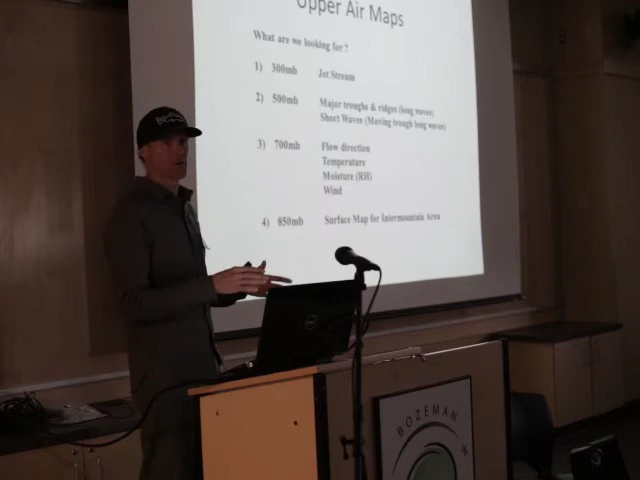 Upper Air Maps
What are we looking for ?
1) 300mb Jet Stream
2) 500mb Major troughs & ridges (long waves)
Short Waves (Moving trough long waves)
3) 700mb Flow direction
Temperature
Moisture (RH)
Wind
4) 850mb Surface Map for Intermountain Area
BOZEMAN